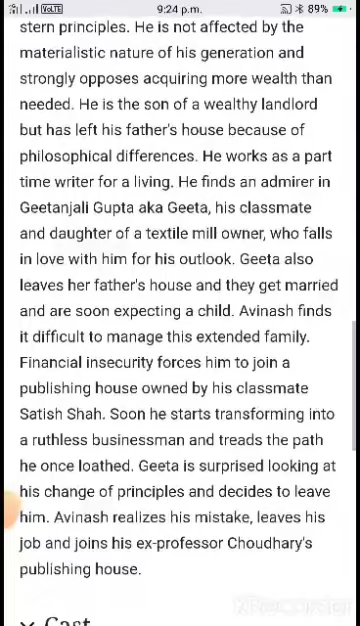 VoLTE 9:24 p.m. 89%
stern principles. He is not affected by the
materialistic nature of his generation and
strongly opposes acquiring more wealth than
needed. He is the son of a wealthy landlord
but has left his father's house because of
philosophical differences. He works as a part
time writer for a living. He finds an admirer in
Geetanjali Gupta aka Geeta, his classmate
and daughter of a textile mill owner, who falls
in love with him for his outlook. Geeta also
leaves her father's house and they get married
and are soon expecting a child. Avinash finds
it difficult to manage this extended family.
Financial insecurity forces him to join a
publishing house owned by his classmate
Satish Shah. Soon he starts transforming into
a ruthless businessman and treads the path
he once loathed. Geeta is surprised looking at
his change of principles and decides to leave
him. Avinash realizes his mistake, leaves his
job and joins his ex-professor Choudhary's
publishing house.
XRecorder
Cast